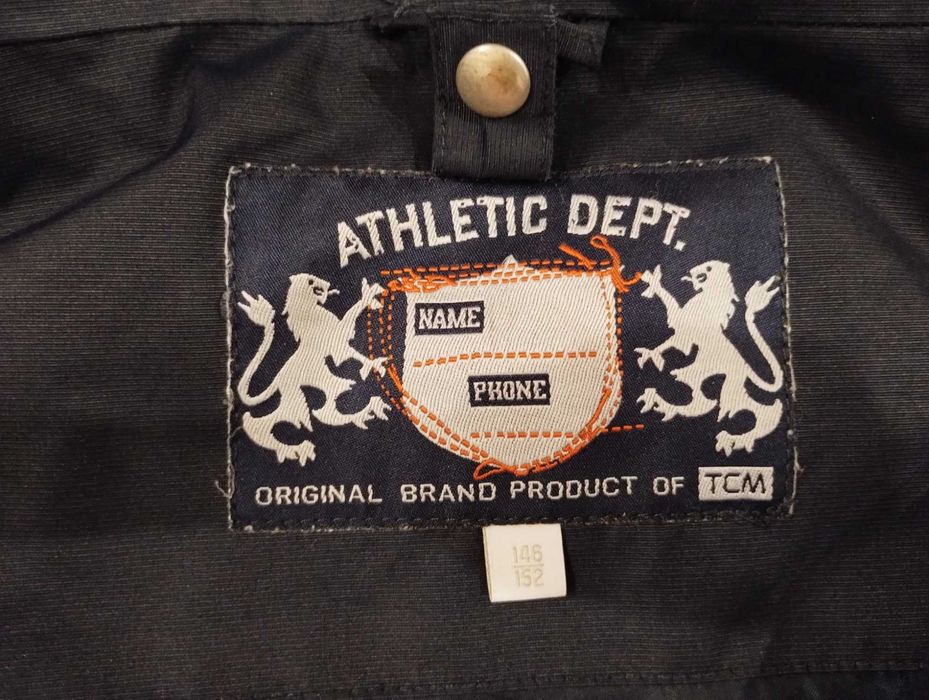 ATHLETIC DEPT.
NAME
PHONE
ORIGINAL BRAND PRODUCT OF TCM
146
152